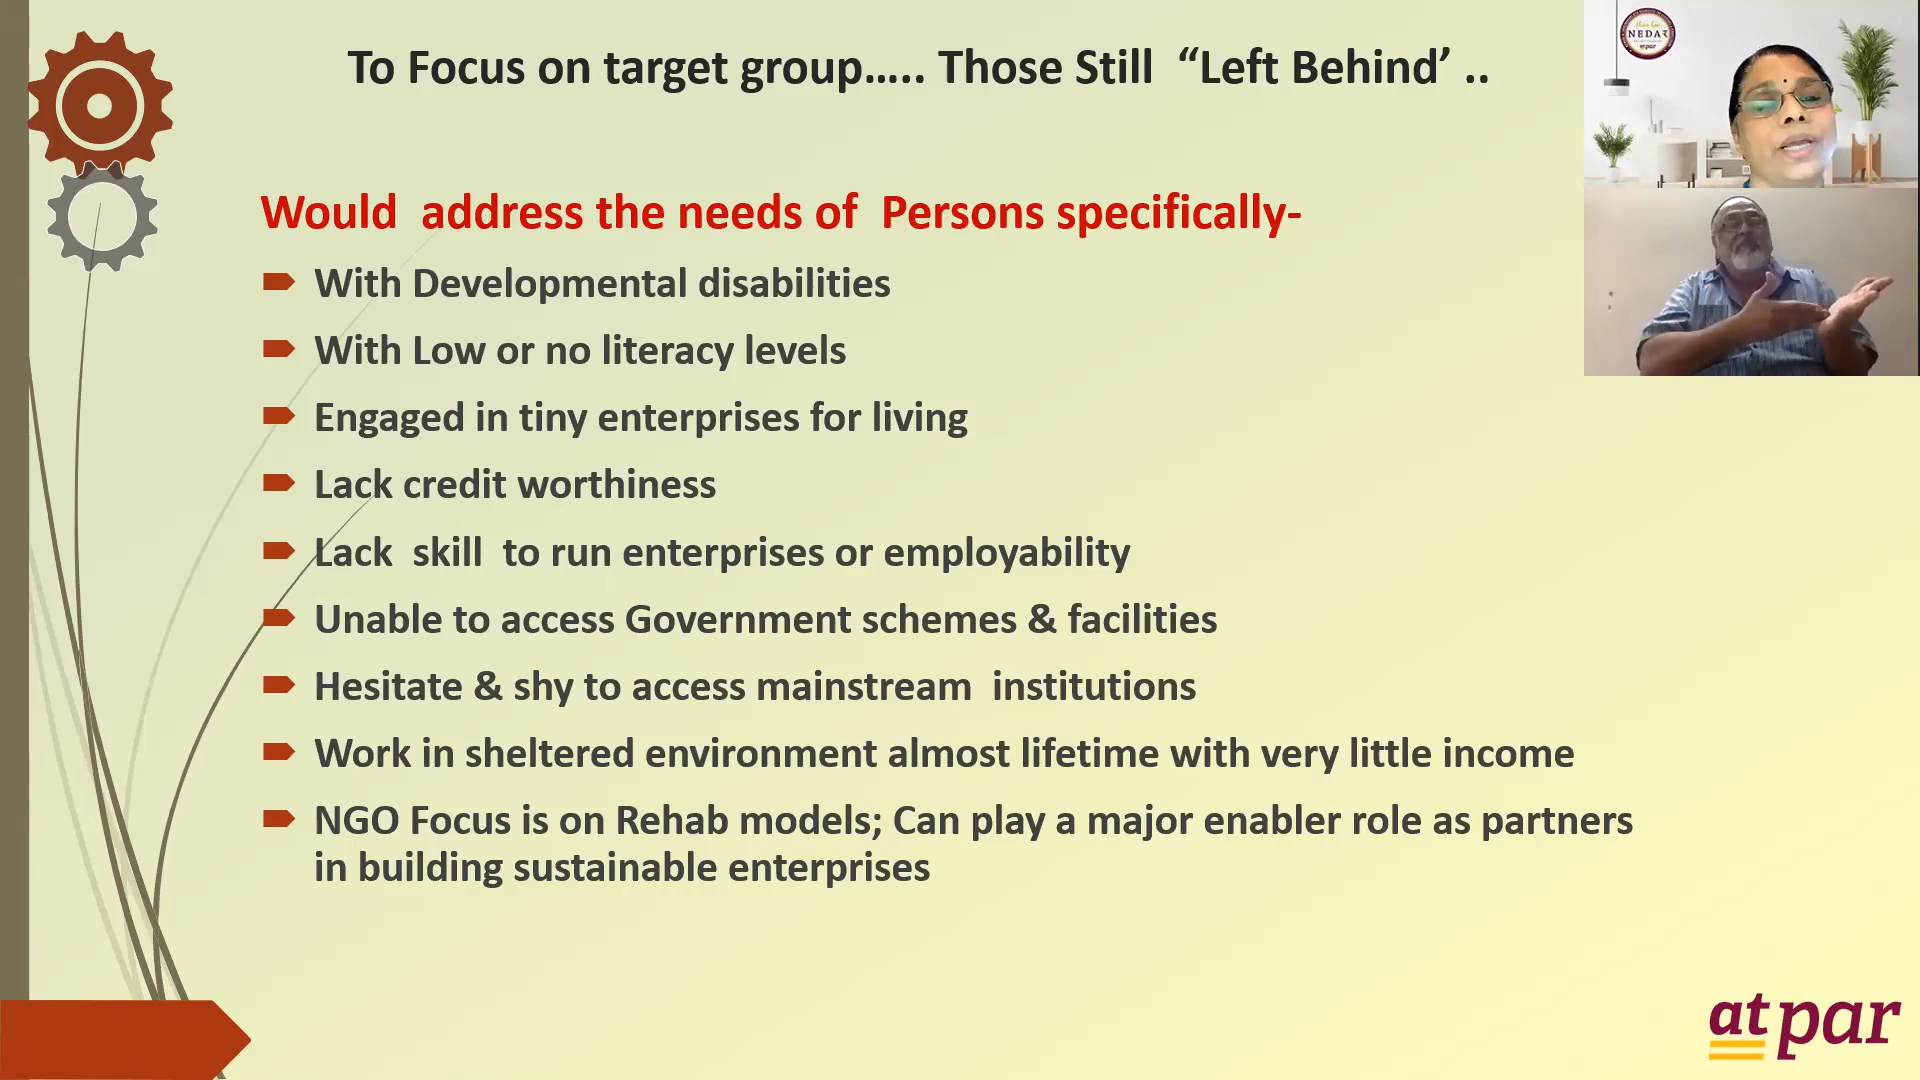 To Focus on target group..... Those Still “Left Behind’ ..
Would address the needs of Persons specifically-
With Developmental disabilities
With Low or no literacy levels
Engaged in tiny enterprises for living
Lack credit worthiness
Lack skill to run enterprises or employability
Unable to access Government schemes & facilities
Hesitate & shy to access mainstream institutions
Work in sheltered environment almost lifetime with very little income
NGO Focus is on Rehab models; Can play a major enabler role as partners
in building sustainable enterprises
NEDAR
atpar
at par